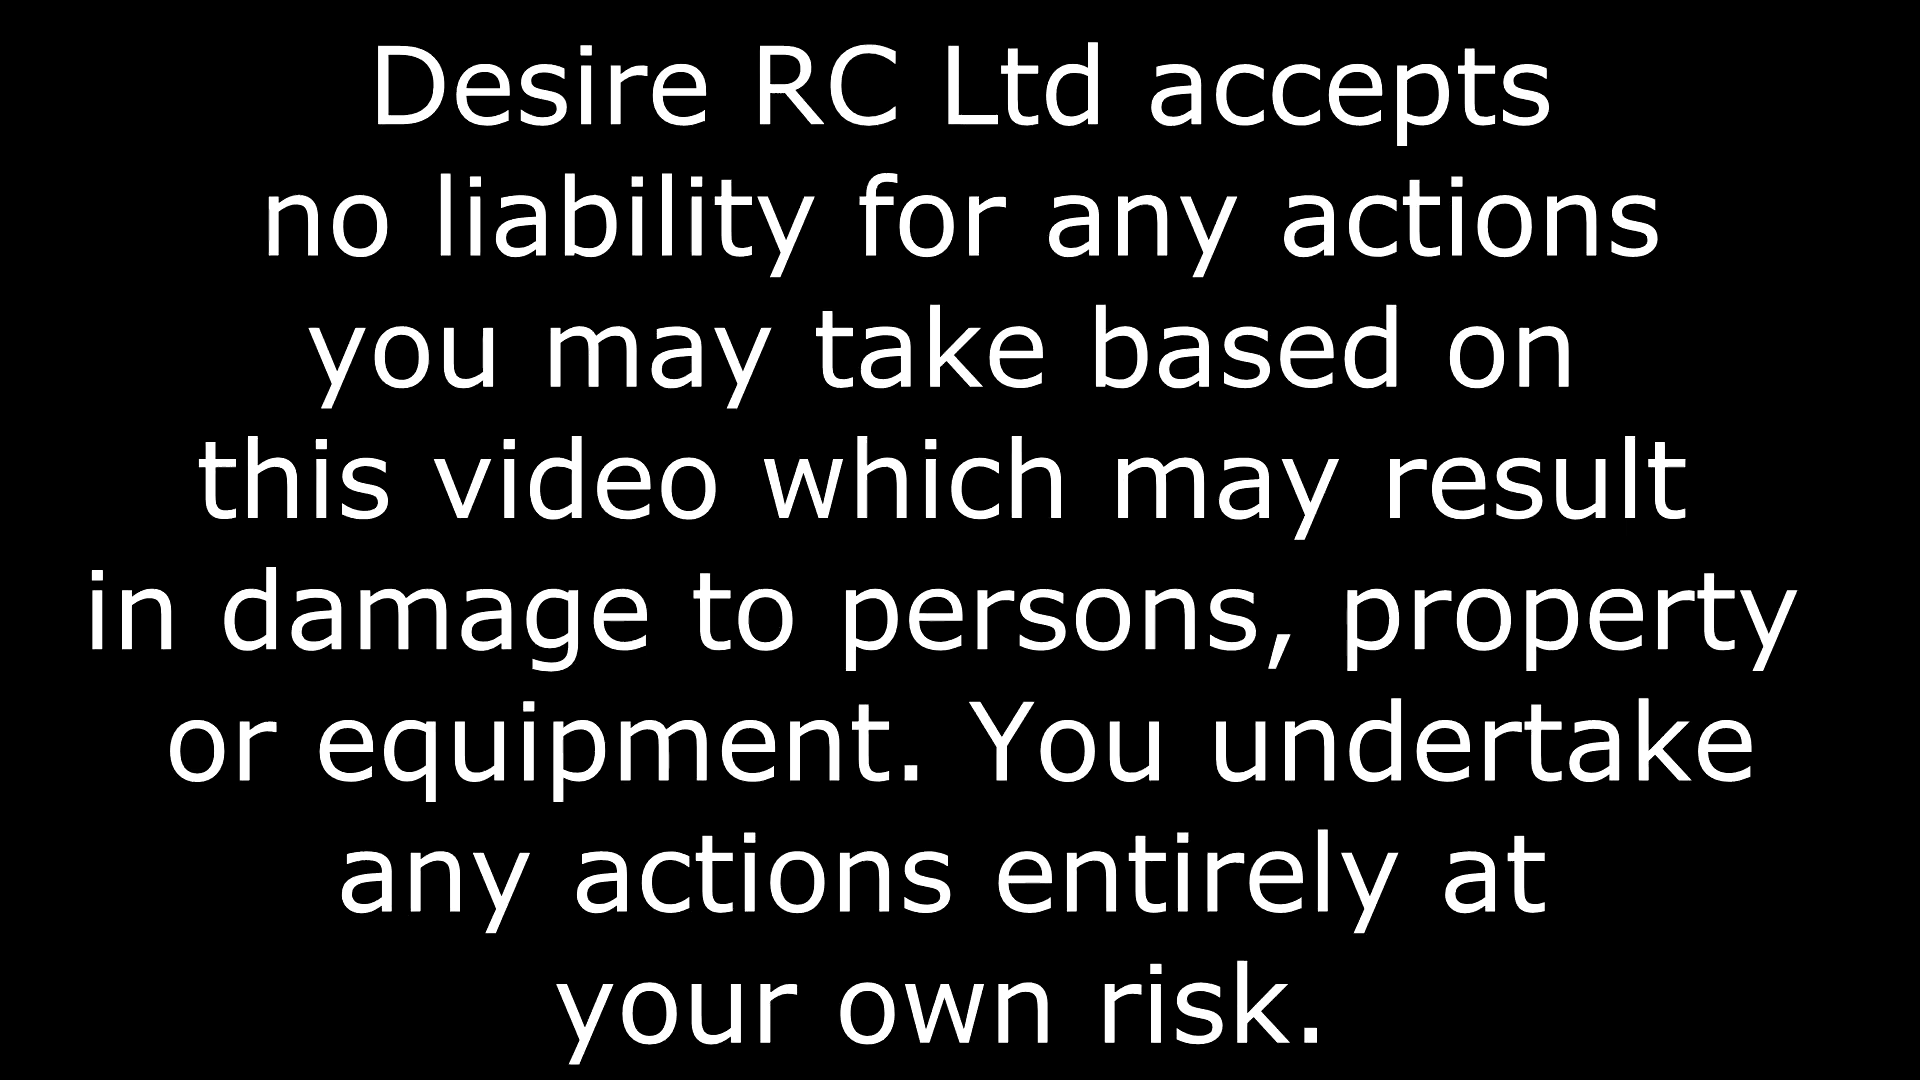 Desire RC Ltd accepts
no liability for any actions
you may take based on
this video which may result
in damage to persons, property
or equipment. You undertake
any actions entirely at
your own risk.